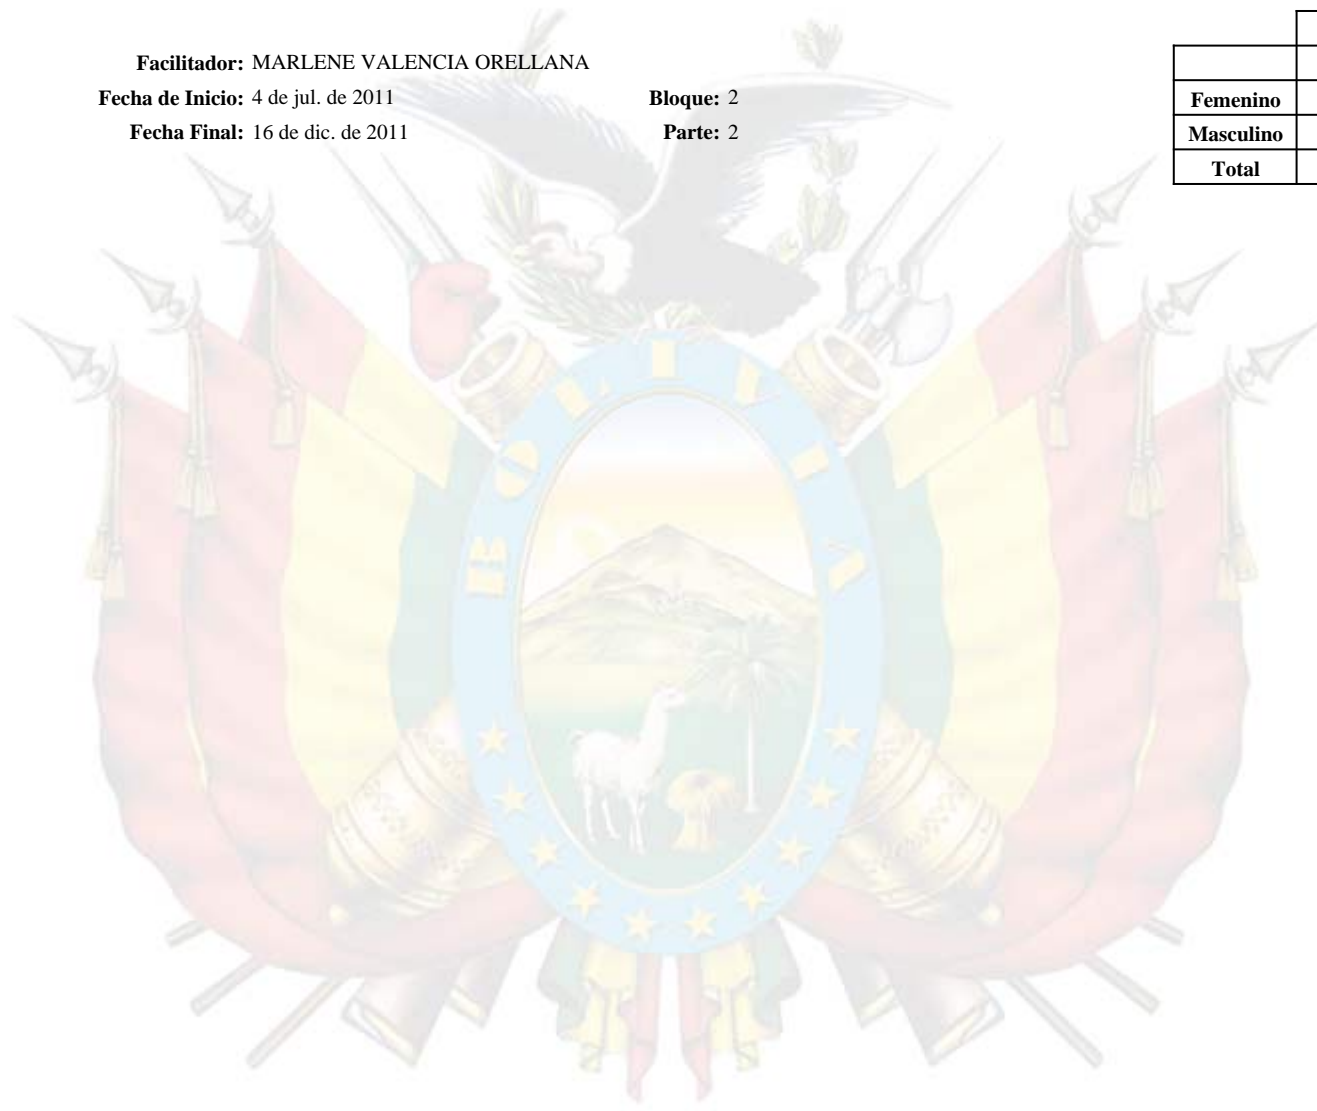 Facilitador: MARLENE VALENCIA ORELLANA
Fecha de Inicio: 4 de jul. de 2011 Bloque: 2
Fecha Final: 16 de dic. de 2011 Parte: 2
Femenino
Masculino
Total
BOLIVIA